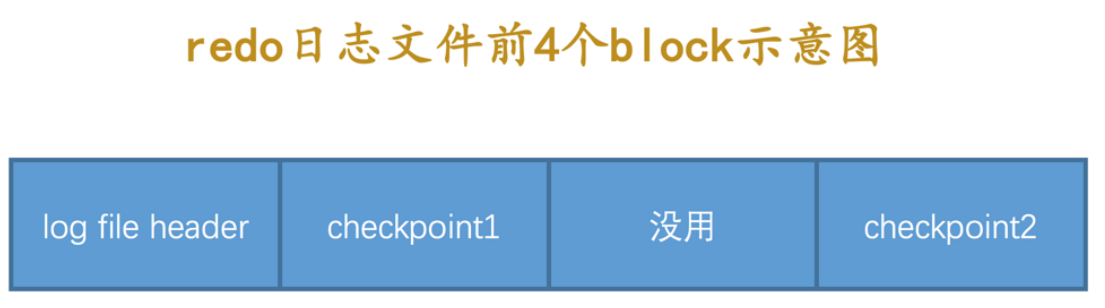 redo日志文件前4个block示意图
log file header
checkpoint1
没用
checkpoint2